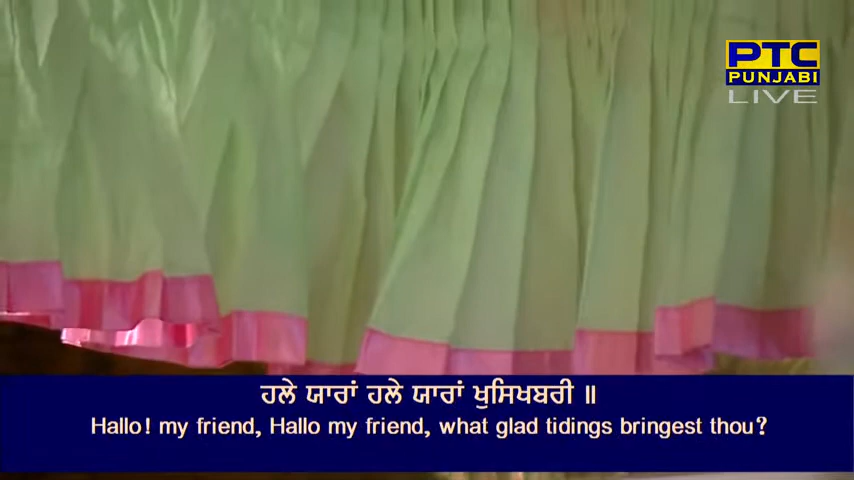 PTC
PUNJABI
LIVE
ਹਲੇ ਯਾਰਾਂ ਹਲੇ ਯਾਰਾਂ ਖੁਸਿਖਬਰੀ ॥
Hallo! my friend, Hallo my friend, what glad tidings bringest thou?